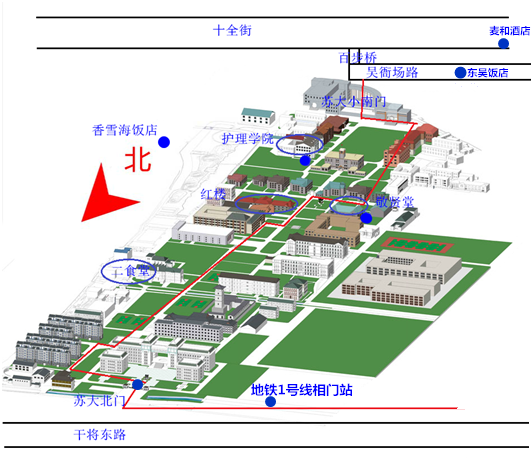 十全街
麦和酒店
百步桥
吴衙场路
东吴饭店
苏大小南门
香雪海饭店
护理学院
北
红楼
敬贤堂
二食堂
地铁1号线相门站
苏大北门
干将东路